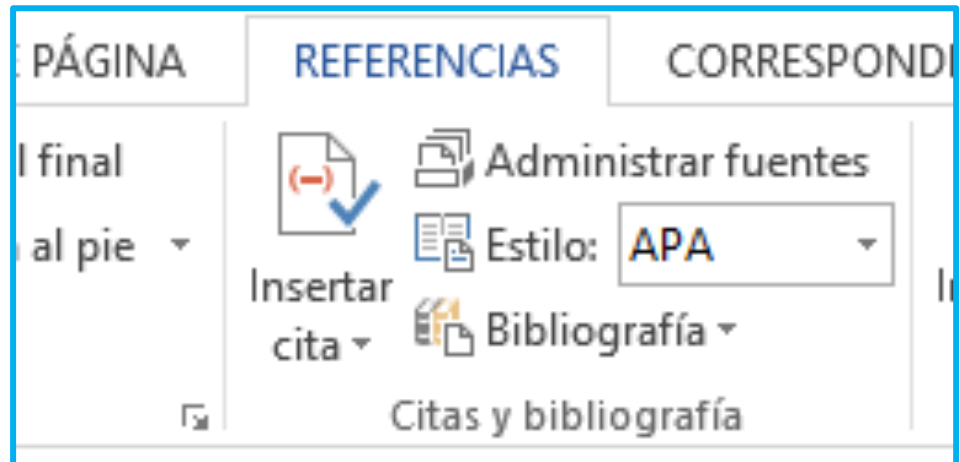 PÁGINA REFERENCIAS CORRESPOND
l final
Administrar fuentes
al pie
Estilo: APA
Insertar
cita
Bibliografía
Citas y bibliografía